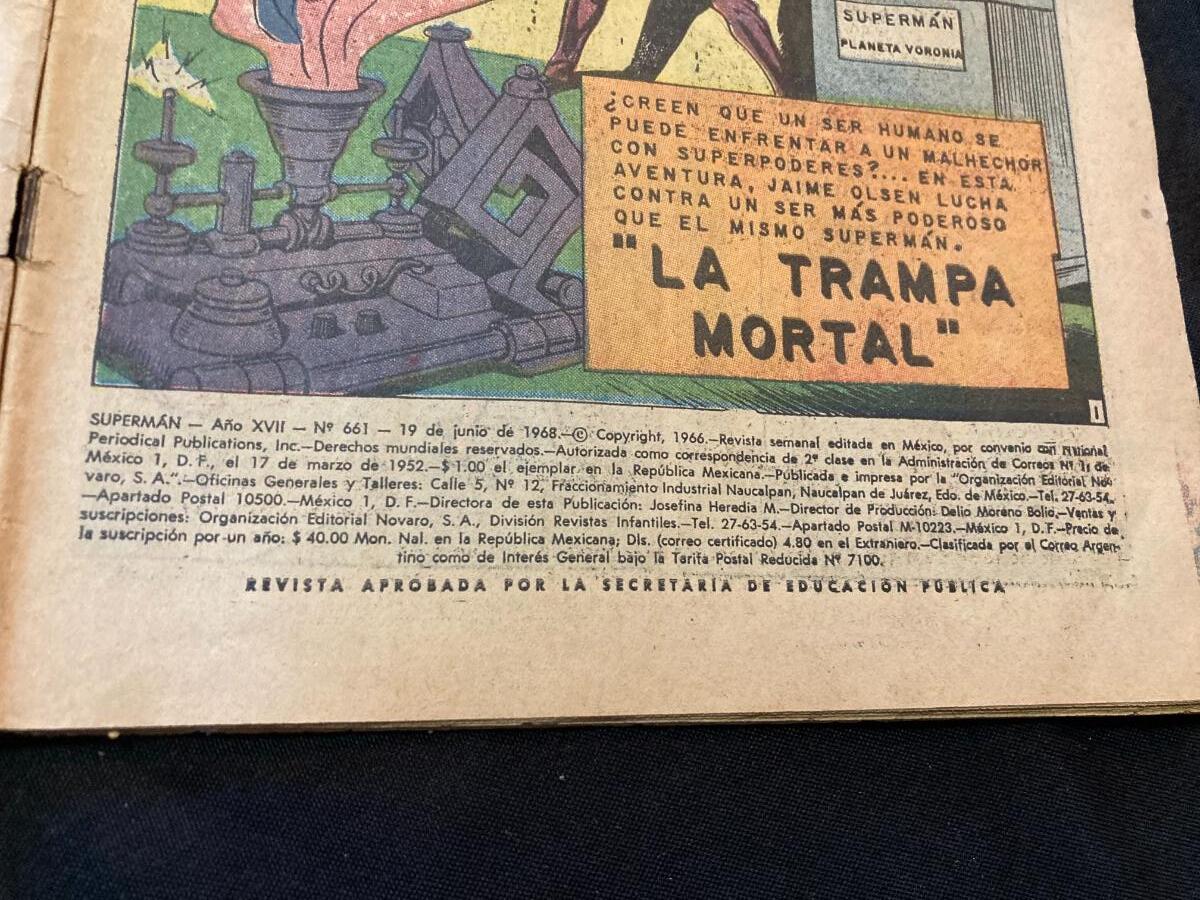 SUPERMÁN
PLANETA VORONIA
¿CREEN QUE UN SER HUMANO SE
PUEDE ENFRENTAR A UN MALHECHOR
CON SUPERPODERES?... EN ESTA
AVENTURA, JAIME OLSEN LUCHA
CONTRA UN SER MÁS PODEROSO
QUE EL MISMO SUPERMÁN.
"LA TRAMPA
MORTAL"
1
SUPERMÁN — Año XVII — Nº 661 — 19 de junio de 1968.—© Copyright, 1966.—Revista semanal editada en México, por convenio con National
Periodical Publications, Inc.—Derechos mundiales reservados.—Autorizada como correspondencia de 2ª clase en la Administración de Correos Nº 1, de
México 1, D. F., el 17 de marzo de 1952.—$ 1.00 el ejemplar en la República Mexicana.—Publicada e impresa por la "Organización Editorial No-
varo, S. A.".—Oficinas Generales y Talleres: Calle 5, Nº 12, Fraccionamiento Industrial Naucalpan, Naucalpan de Juárez, Edo. de México.—Tel. 27-63-54.
—Apartado Postal 10500.—México 1, D. F.—Directora de esta Publicación: Josefina Heredia M.—Director de Producción: Delio Moreno Bolio.—Ventas y
suscripciones: Organización Editorial Novaro, S. A., División Revistas Infantiles.—Tel. 27-63-54.—Apartado Postal M-10223.—México 1, D. F.—Precio de
la suscripción por un año: $ 40.00 Mon. Nal. en la República Mexicana; Dls. (correo certificado) 4.80 en el Extranjero.—Clasificada por el Correo Argen-
tino como de Interés General bajo la Tarifa Postal Reducida Nº 7100.
REVISTA APROBADA POR LA SECRETARÍA DE EDUCACIÓN PÚBLICA